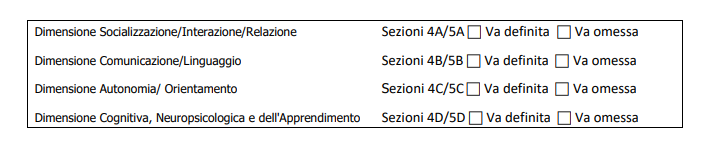 Dimensione Socializzazione/Interazione/Relazione Sezioni 4A/5A ☐ Va definita ☐ Va omessa
Dimensione Comunicazione/Linguaggio Sezioni 4B/5B ☐ Va definita ☐ Va omessa
Dimensione Autonomia/ Orientamento Sezioni 4C/5C ☐ Va definita ☐ Va omessa
Dimensione Cognitiva, Neuropsicologica e dell'Apprendimento Sezioni 4D/5D ☐ Va definita ☐ Va omessa